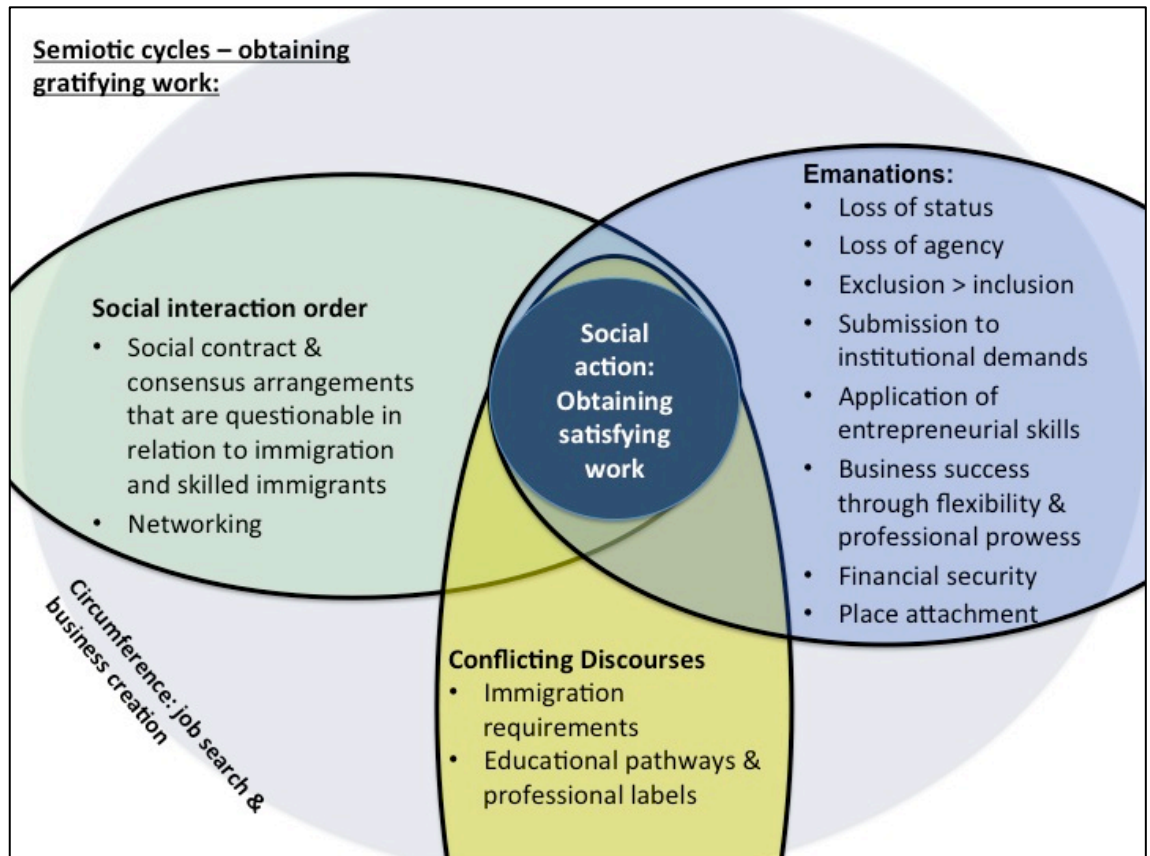 Semiotic cycles – obtaining
gratifying work:
Social interaction order
• Social contract &
consensus arrangements
that are questionable in
relation to immigration
and skilled immigrants
• Networking
Social
action:
Obtaining
satisfying
work
Emanations:
• Loss of status
• Loss of agency
• Exclusion > inclusion
• Submission to
institutional demands
• Application of
entrepreneurial skills
• Business success
through flexibility &
professional prowess
• Financial security
• Place attachment
Conflicting Discourses
• Immigration
requirements
• Educational pathways &
professional labels
Circumference: job search &
business creation